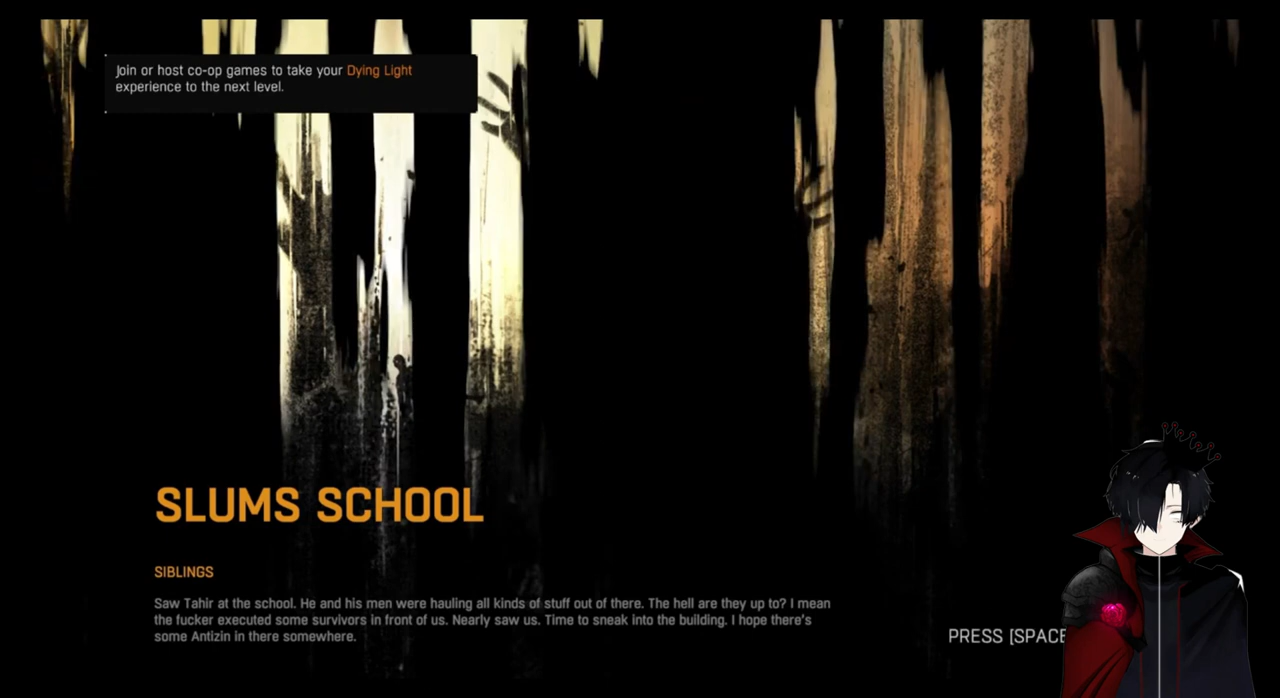 Join or host co-op games to take your Dying Light
experience to the next level.
SLUMS SCHOOL
SIBLINGS
Saw Tahir at the school. He and his men were hauling all kinds of stuff out of there. The hell are they up to? I mean
the fucker executed some survivors in front of us. Nearly saw us. Time to sneak into the building. I hope there's
some Antizin in there somewhere.
PRESS [SPACE